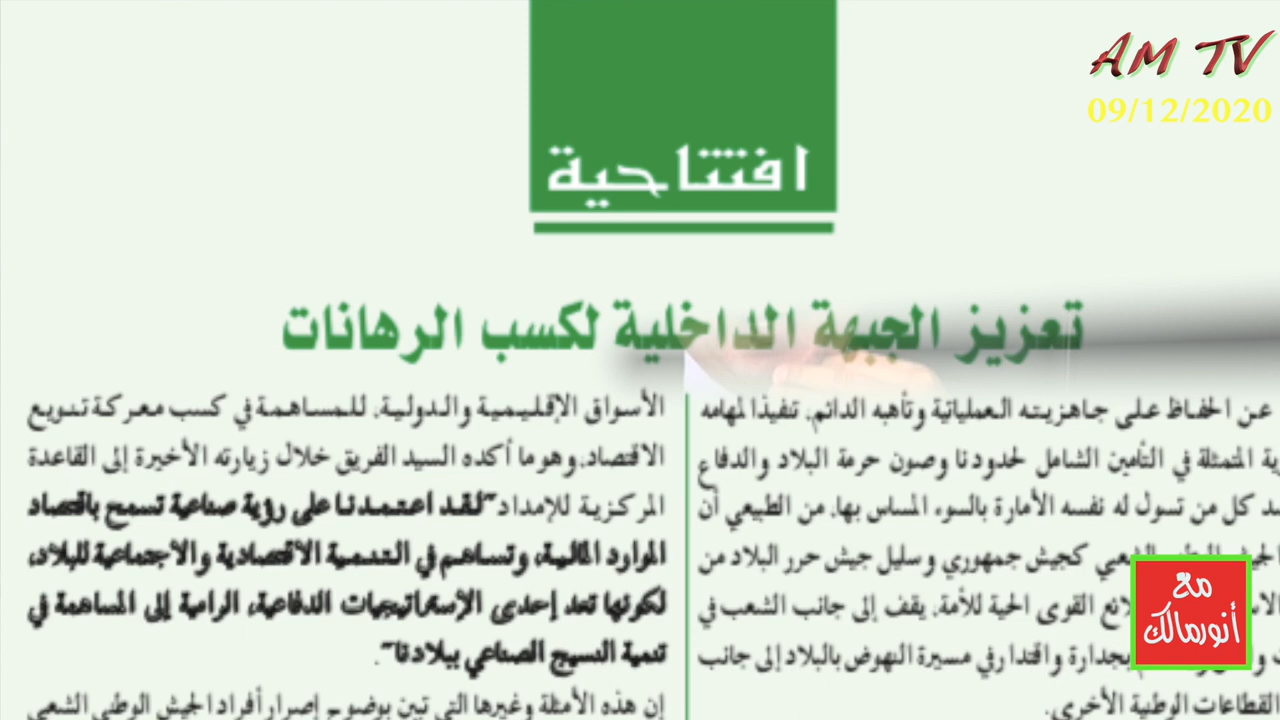 AM TV
09/12/2020
افتتاحية
تعزيز الجبهة الداخلية لكسب الرهانات
عن الحفاظ على جاهزيته العملياتية وتأهبه الدائم، تنفيذا لمهامه
المتمثلة في التأمين الشامل لحدودنا وصون حرمة البلاد والدفاع
كل من تسول له نفسه الأمارة بالسوء المساس بها، من الطبيعي أن
كجيش جمهوري وسليل جيش حرر البلاد من
القوى الحية للأمة، يقف إلى جانب الشعب في
بجدارة واقتدار في مسيرة النهوض بالبلاد إلى جانب
القطاعات الوطنية الأخرى.
الأسواق الإقليمية والدولية، للمساهمة في كسب معركة تنويع
الاقتصاد، وهو ما أكده السيد الفريق خلال زيارته الأخيرة إلى القاعدة
المركزية للإمداد "لقد اعتمدنا على رؤية صناعية تسمح باقتصاد
الموارد المالية، وتساهم في التنمية الاقتصادية والاجتماعية للبلاد،
لكونها تعد إحدى الإستراتيجيات الدفاعية، الرامية إلى المساهمة في
تنمية النسيج الصناعي ببلادنا".
إن هذه الأمثلة وغيرها التي تبين بوضوح إصرار أفراد الجيش الوطني الشعبي
مع
أنورمالك